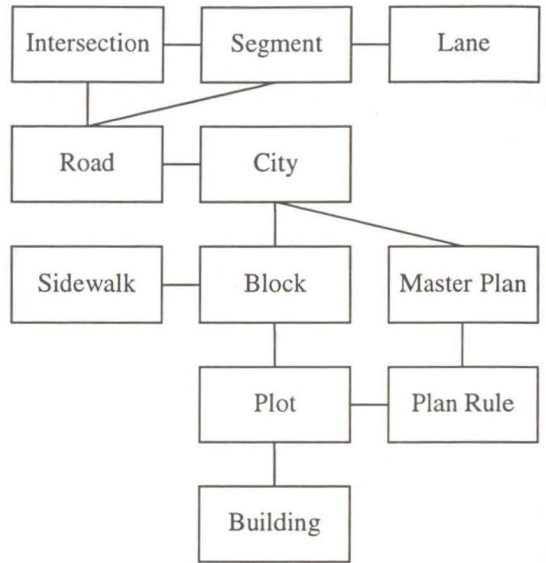 Intersection
Segment
Lane
Road
City
Sidewalk
Block
Master Plan
Plot
Plan Rule
Building